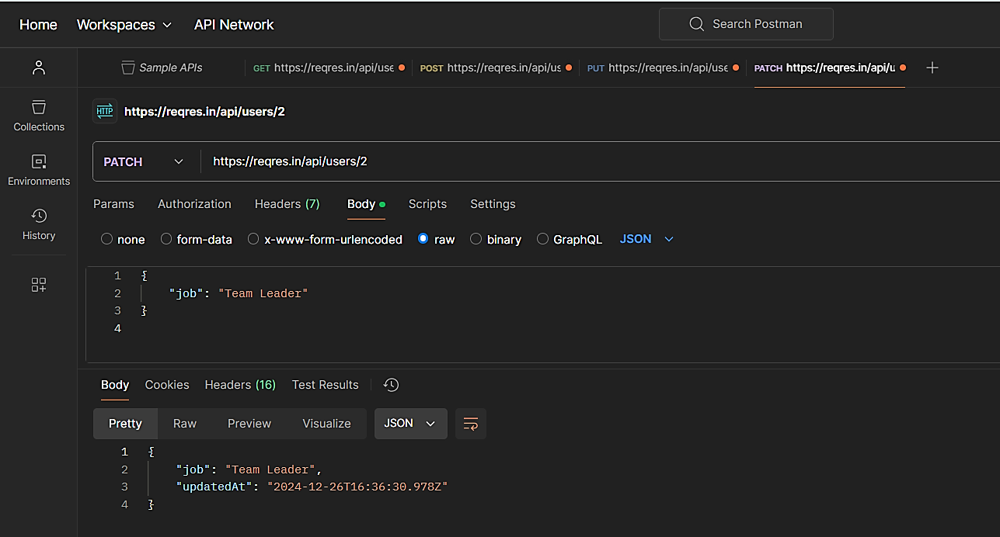 Home Workspaces API Network Search Postman
Sample APIs GET https://reqres.in/api/use POST https://reqres.in/api/us PUT https://reqres.in/api/use PATCH https://reqres.in/api/u
HTTP https://reqres.in/api/users/2
Collections
PATCH https://reqres.in/api/users/2
Environments
Params Authorization Headers (7) Body Scripts Settings
History
none form-data x-www-form-urlencoded raw binary GraphQL JSON
1 {
2 "job": "Team Leader"
3 }
4
Body Cookies Headers (16) Test Results
Pretty Raw Preview Visualize JSON
1 {
2 "job": "Team Leader",
3 "updatedAt": "2024-12-26T16:36:30.978Z"
4 }